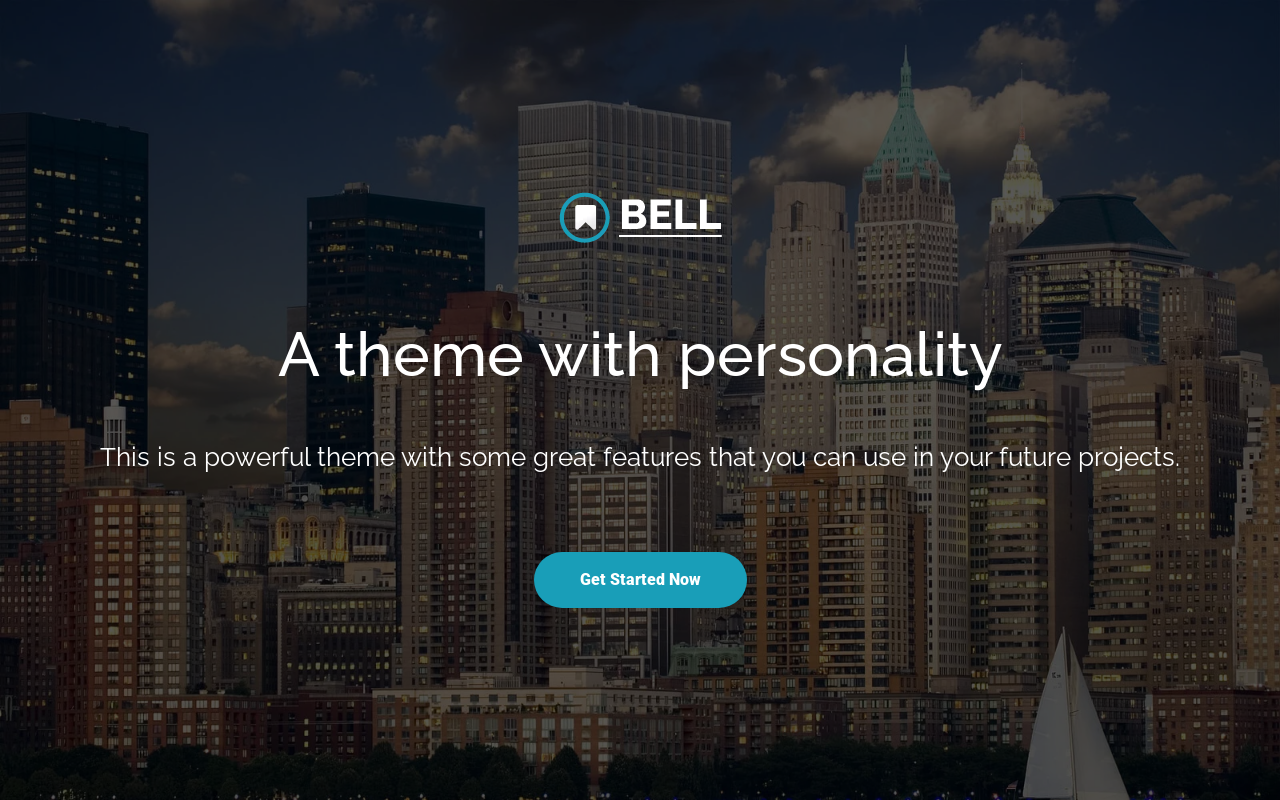 BELL
A theme with personality
This is a powerful theme with some great features that you can use in your future projects.
Get Started Now